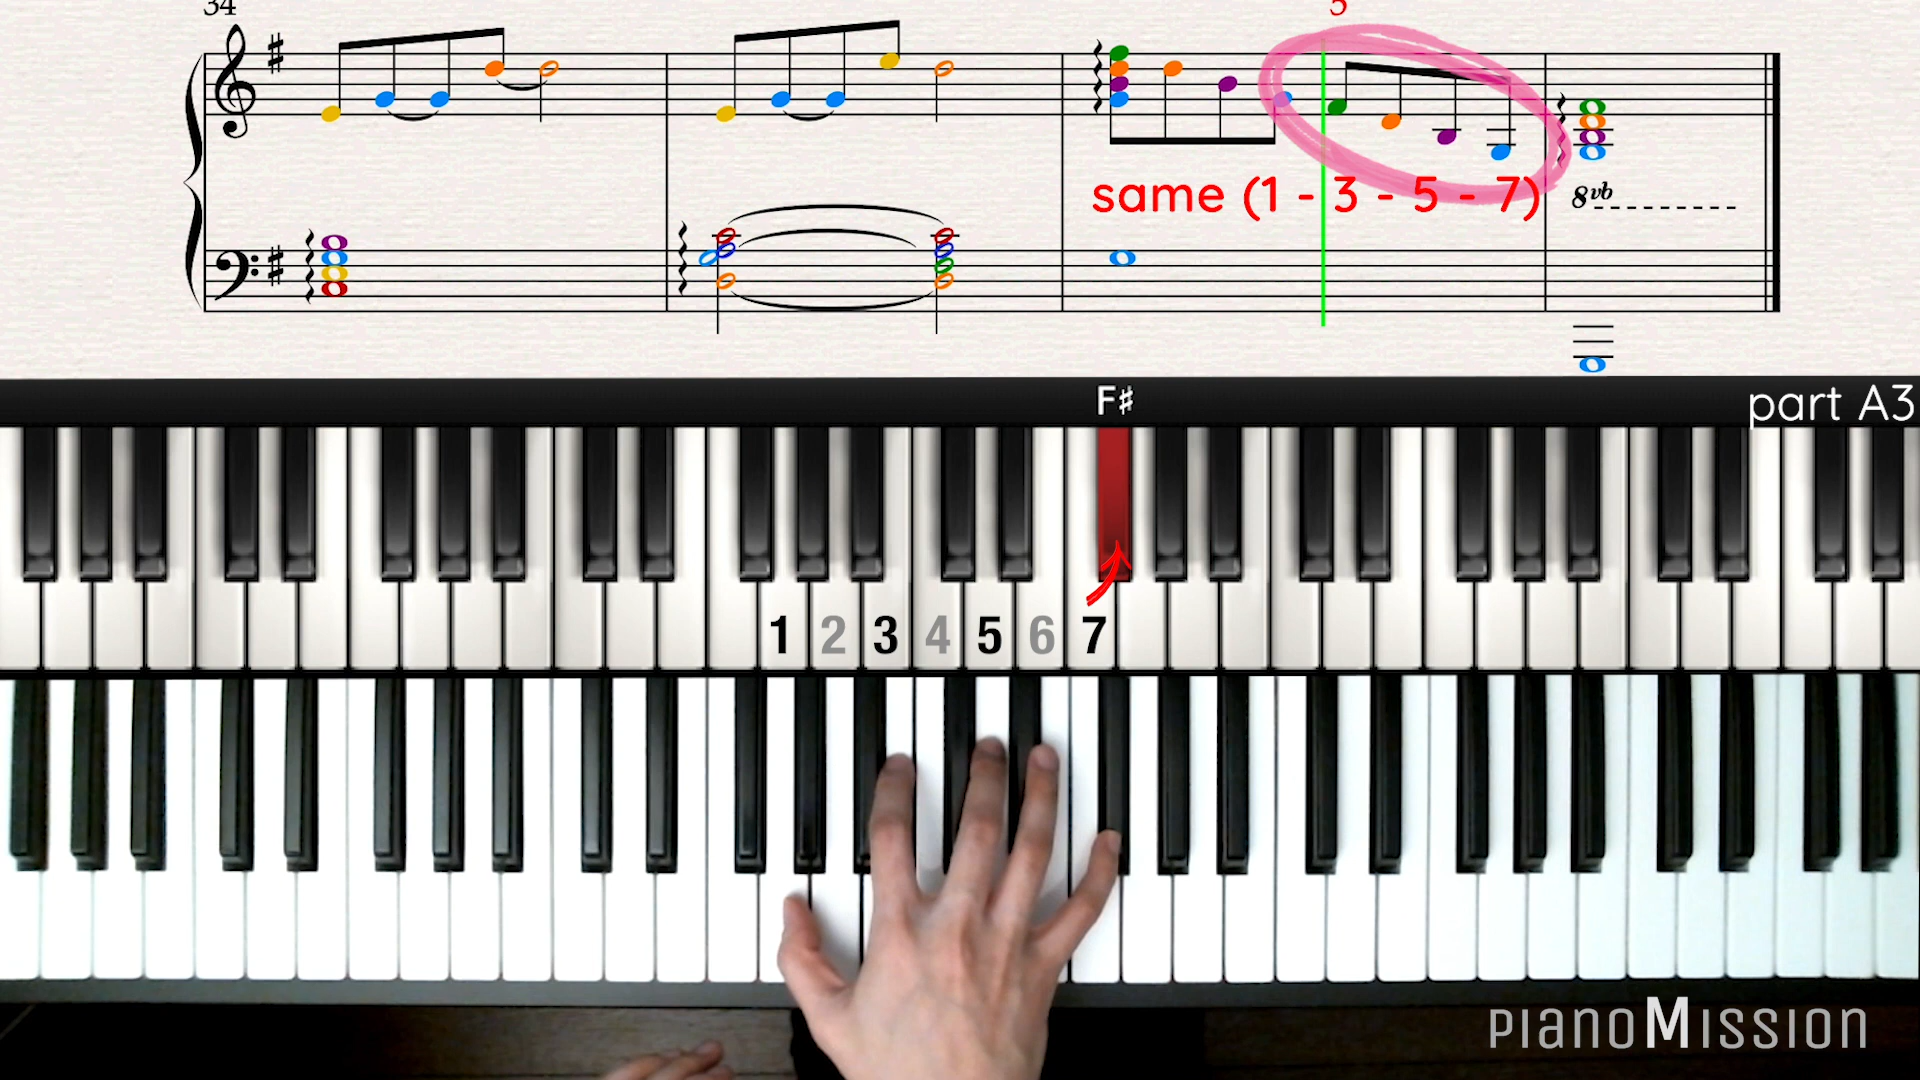 34
5
same (1 - 3 - 5 - 7)
8vb
F♯
part A3
1 2 3 4 5 6 7
PIANOMISSION